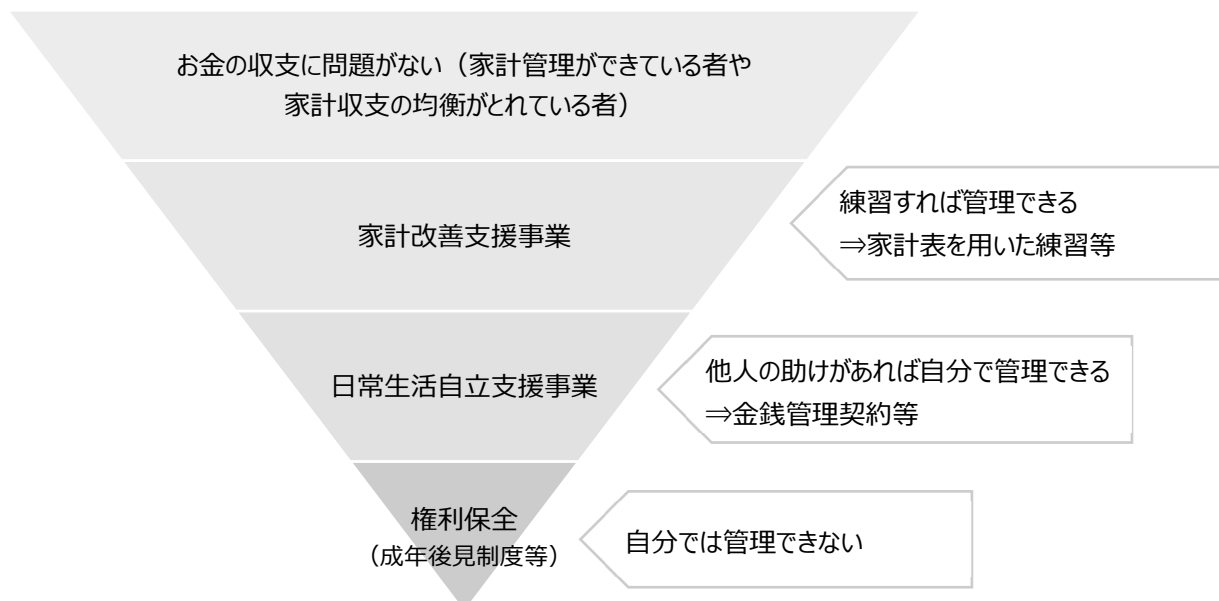 お金の収支に問題がない（家計管理ができている者や
家計収支の均衡がとれている者）
家計改善支援事業
練習すれば管理できる
⇒家計表を用いた練習等
日常生活自立支援事業
他人の助けがあれば自分で管理できる
⇒金銭管理契約等
権利保全
（成年後見制度等）
自分では管理できない